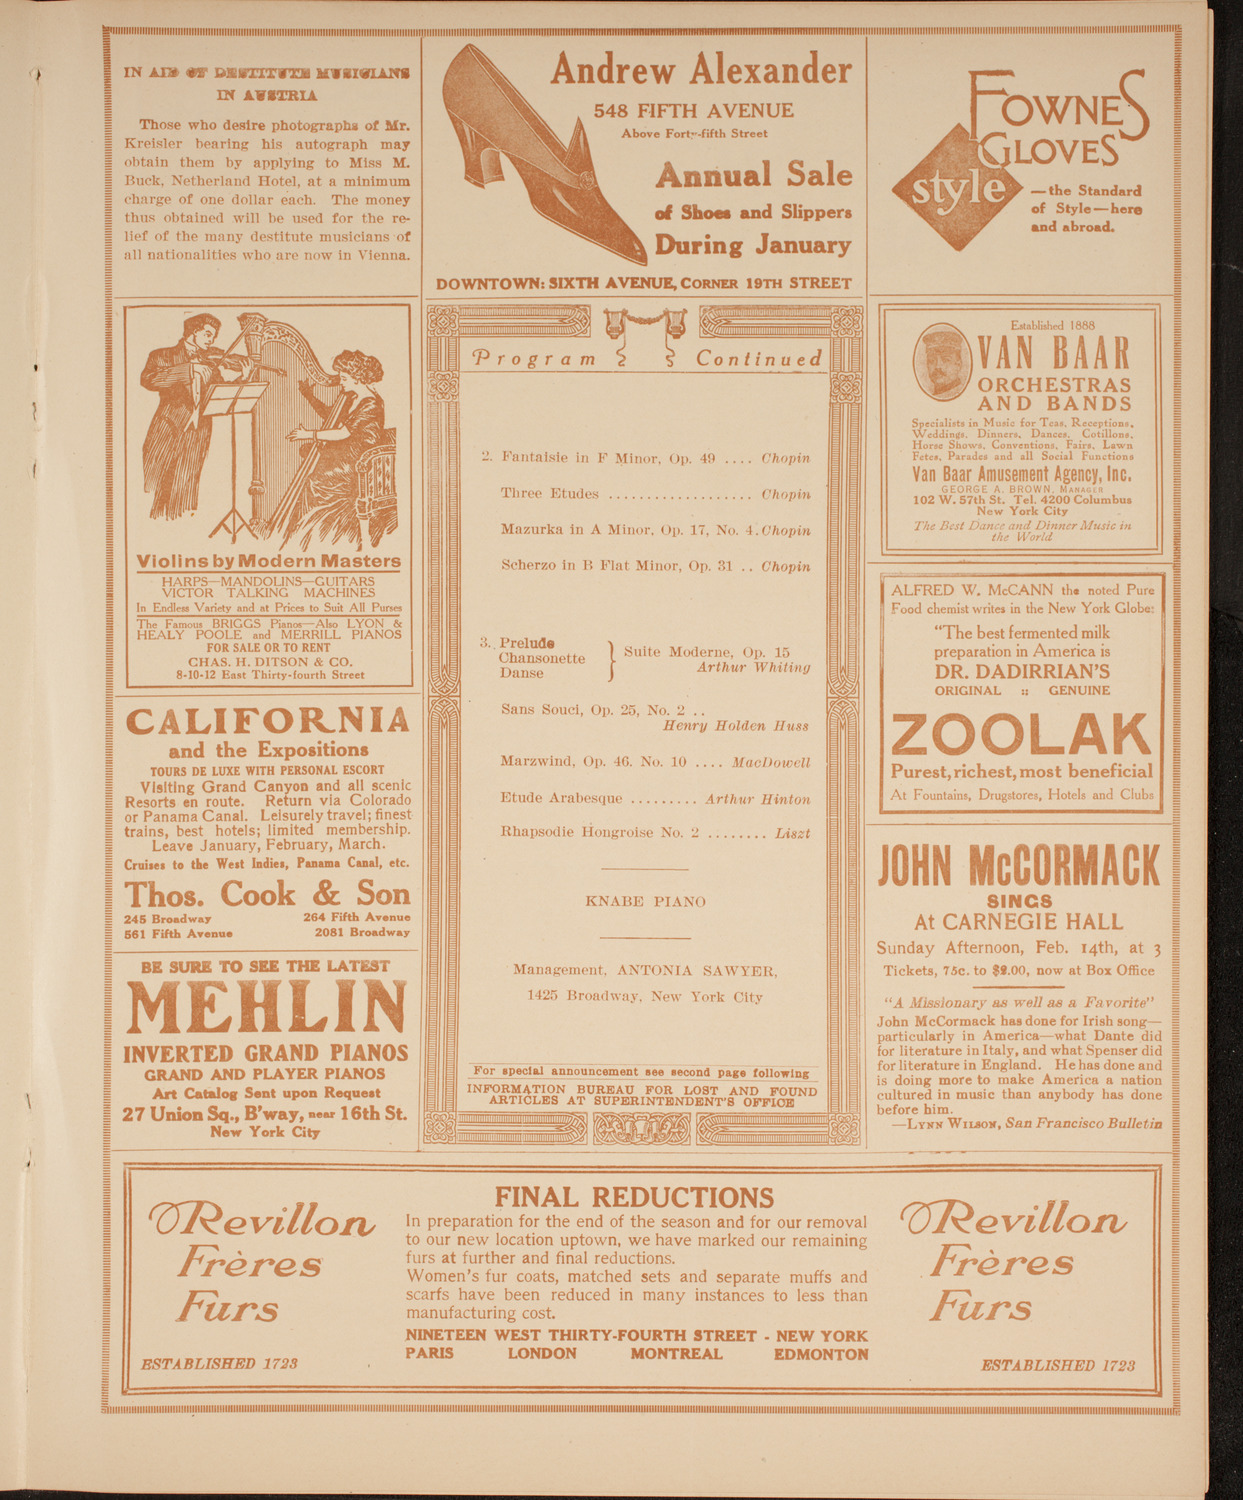 IN AID OF DESTITUTE MUSICIANS
IN AUSTRIA
Those who desire photographs of Mr.
Kreisler bearing his autograph may
obtain them by applying to Miss M.
Buck, Netherland Hotel, at a minimum
charge of one dollar each. The money
thus obtained will be used for the re-
lief of the many destitute musicians of
all nationalities who are now in Vienna.
Andrew Alexander
548 FIFTH AVENUE
Above Forty-fifth Street
Annual Sale
of Shoes and Slippers
During January
DOWNTOWN: SIXTH AVENUE, CORNER 19TH STREET
FOWNES
GLOVES
style
—the Standard
of Style—here
and abroad.
Violins by Modern Masters
HARPS—MANDOLINS—GUITARS
VICTOR TALKING MACHINES
In Endless Variety and at Prices to Suit All Purses
The Famous BRIGGS Pianos—Also LYON &
HEALY POOLE and MERRILL PIANOS
FOR SALE OR TO RENT
CHAS. H. DITSON & CO.
8-10-12 East Thirty-fourth Street
CALIFORNIA
and the Expositions
TOURS DE LUXE WITH PERSONAL ESCORT
Visiting Grand Canyon and all scenic
Resorts en route. Return via Colorado
or Panama Canal. Leisurely travel; finest
trains, best hotels; limited membership.
Leave January, February, March.
Cruises to the West Indies, Panama Canal, etc.
Thos. Cook & Son
245 Broadway 264 Fifth Avenue
561 Fifth Avenue 2081 Broadway
BE SURE TO SEE THE LATEST
MEHLIN
INVERTED GRAND PIANOS
GRAND AND PLAYER PIANOS
Art Catalog Sent upon Request
27 Union Sq., B'way, near 16th St.
New York City
Program Continued
2. Fantaisie in F Minor, Op. 49 .... Chopin
Three Etudes ................... Chopin
Mazurka in A Minor, Op. 17, No. 4. Chopin
Scherzo in B Flat Minor, Op. 31 .. Chopin
3. Prelude
Chansonette
Danse
Suite Moderne, Op. 15
Arthur Whiting
Sans Souci, Op. 25, No. 2 ..
Henry Holden Huss
Marzwind, Op. 46, No. 10 .... MacDowell
Etude Arabesque ......... Arthur Hinton
Rhapsodie Hongroise No. 2 ........ Liszt
KNABE PIANO
Management, ANTONIA SAWYER,
1425 Broadway, New York City
For special announcement see second page following
INFORMATION BUREAU FOR LOST AND FOUND
ARTICLES AT SUPERINTENDENT'S OFFICE
Established 1888
VAN BAAR
ORCHESTRAS
AND BANDS
Specialists in Music for Teas, Receptions,
Weddings, Dinners, Dances, Cotillons,
Horse Shows, Conventions, Fairs, Lawn
Fetes, Parades and all Social Functions
Van Baar Amusement Agency, Inc.
GEORGE A. BROWN, MANAGER
102 W. 57th St. Tel. 4200 Columbus
New York City
The Best Dance and Dinner Music in
the World
ALFRED W. McCANN the noted Pure
Food chemist writes in the New York Globe:
"The best fermented milk
preparation in America is
DR. DADIRRIAN'S
ORIGINAL :: GENUINE
ZOOLAK
Purest, richest, most beneficial
At Fountains, Drugstores, Hotels and Clubs
JOHN McCORMACK
SINGS
At CARNEGIE HALL
Sunday Afternoon, Feb. 14th, at 3
Tickets, 75c. to $2.00, now at Box Office
"A Missionary as well as a Favorite"
John McCormack has done for Irish song—
particularly in America—what Dante did
for literature in Italy, and what Spenser did
for literature in England. He has done and
is doing more to make America a nation
cultured in music than anybody has done
before him.
—LYNN WILSON, San Francisco Bulletin
Revillon
Frères
Furs
ESTABLISHED 1723
FINAL REDUCTIONS
In preparation for the end of the season and for our removal
to our new location uptown, we have marked our remaining
furs at further and final reductions.
Women's fur coats, matched sets and separate muffs and
scarfs have been reduced in many instances to less than
manufacturing cost.
NINETEEN WEST THIRTY-FOURTH STREET - NEW YORK
PARIS LONDON MONTREAL EDMONTON
Revillon
Frères
Furs
ESTABLISHED 1723